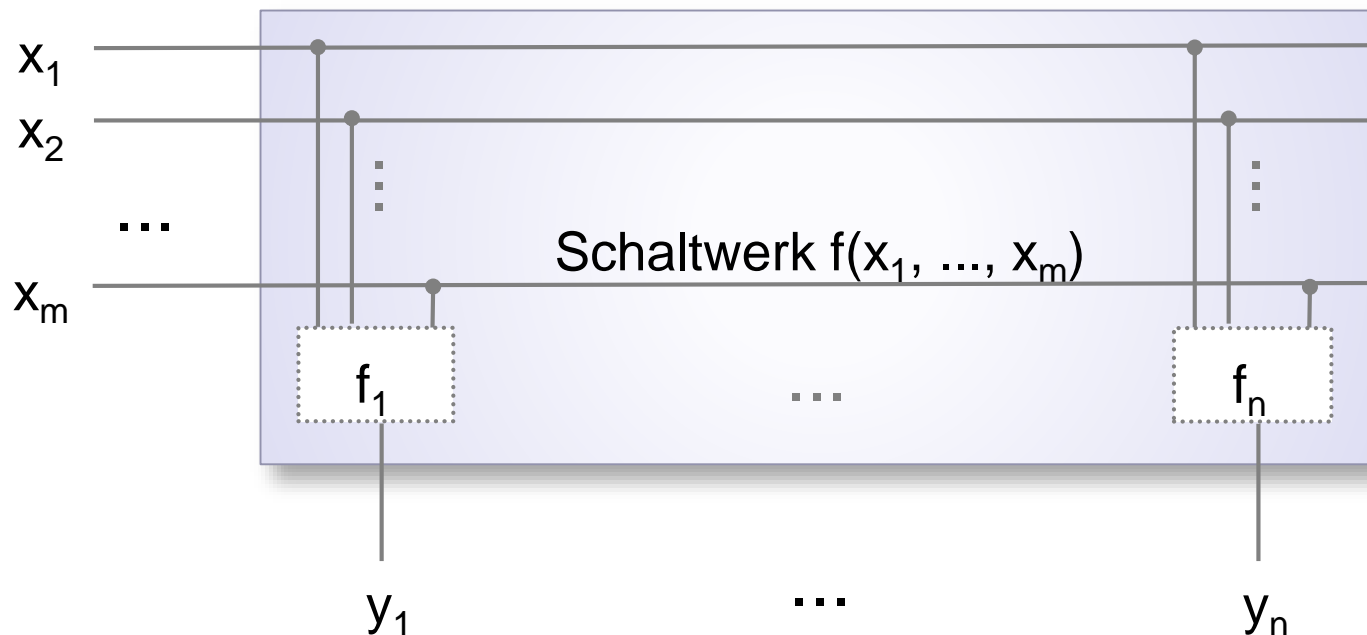 x₁
x₂
...
...
...
Schaltwerk f(x₁, ..., xₘ)
xₘ
f₁
...
fₙ
y₁
...
yₙ